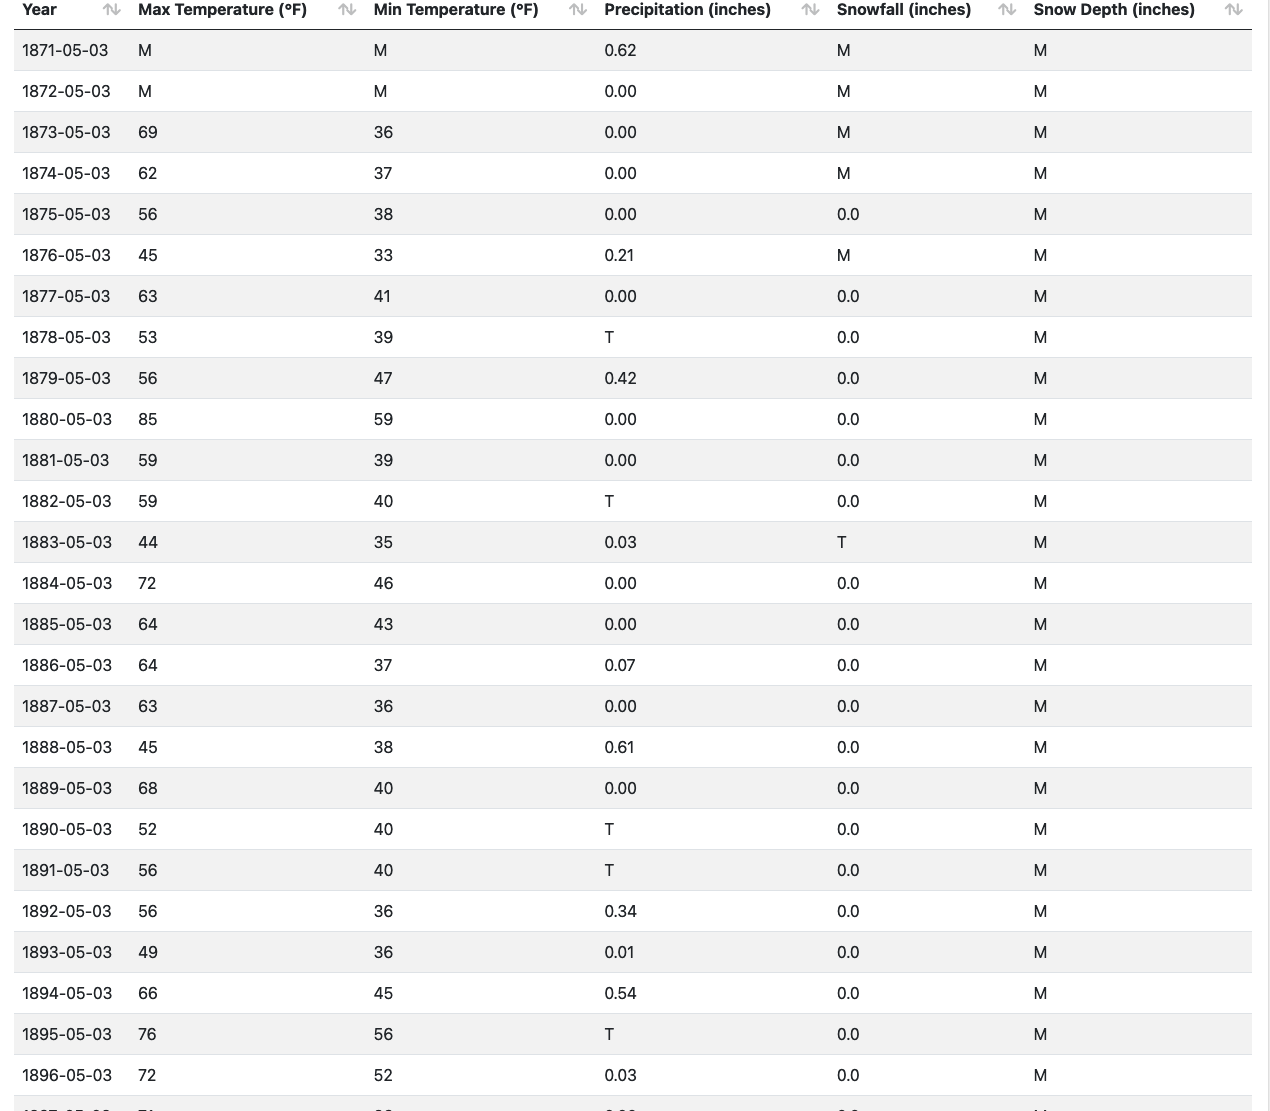 Year Max Temperature (°F) Min Temperature (°F) Precipitation (inches) Snowfall (inches) Snow Depth (inches)
1871-05-03 M M 0.62 M M
1872-05-03 M M 0.00 M M
1873-05-03 69 36 0.00 M M
1874-05-03 62 37 0.00 M M
1875-05-03 56 38 0.00 0.0 M
1876-05-03 45 33 0.21 M M
1877-05-03 63 41 0.00 0.0 M
1878-05-03 53 39 T 0.0 M
1879-05-03 56 47 0.42 0.0 M
1880-05-03 85 59 0.00 0.0 M
1881-05-03 59 39 0.00 0.0 M
1882-05-03 59 40 T 0.0 M
1883-05-03 44 35 0.03 T M
1884-05-03 72 46 0.00 0.0 M
1885-05-03 64 43 0.00 0.0 M
1886-05-03 64 37 0.07 0.0 M
1887-05-03 63 36 0.00 0.0 M
1888-05-03 45 38 0.61 0.0 M
1889-05-03 68 40 0.00 0.0 M
1890-05-03 52 40 T 0.0 M
1891-05-03 56 40 T 0.0 M
1892-05-03 56 36 0.34 0.0 M
1893-05-03 49 36 0.01 0.0 M
1894-05-03 66 45 0.54 0.0 M
1895-05-03 76 56 T 0.0 M
1896-05-03 72 52 0.03 0.0 M